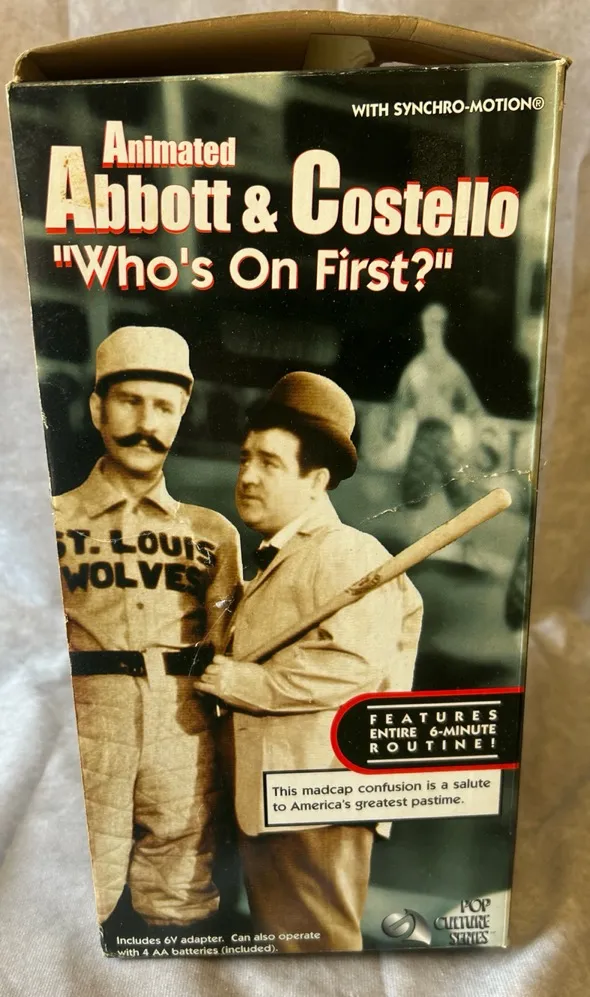 WITH SYNCHRO-MOTION®
Animated
Abbott & Costello
"Who's On First?"
ST. LOUIS
WOLVES
FEATURES
ENTIRE 6-MINUTE
ROUTINE!
This madcap confusion is a salute
to America's greatest pastime.
POP
CULTURE
SERIES™
Includes 6V adapter. Can also operate
with 4 AA batteries (included).